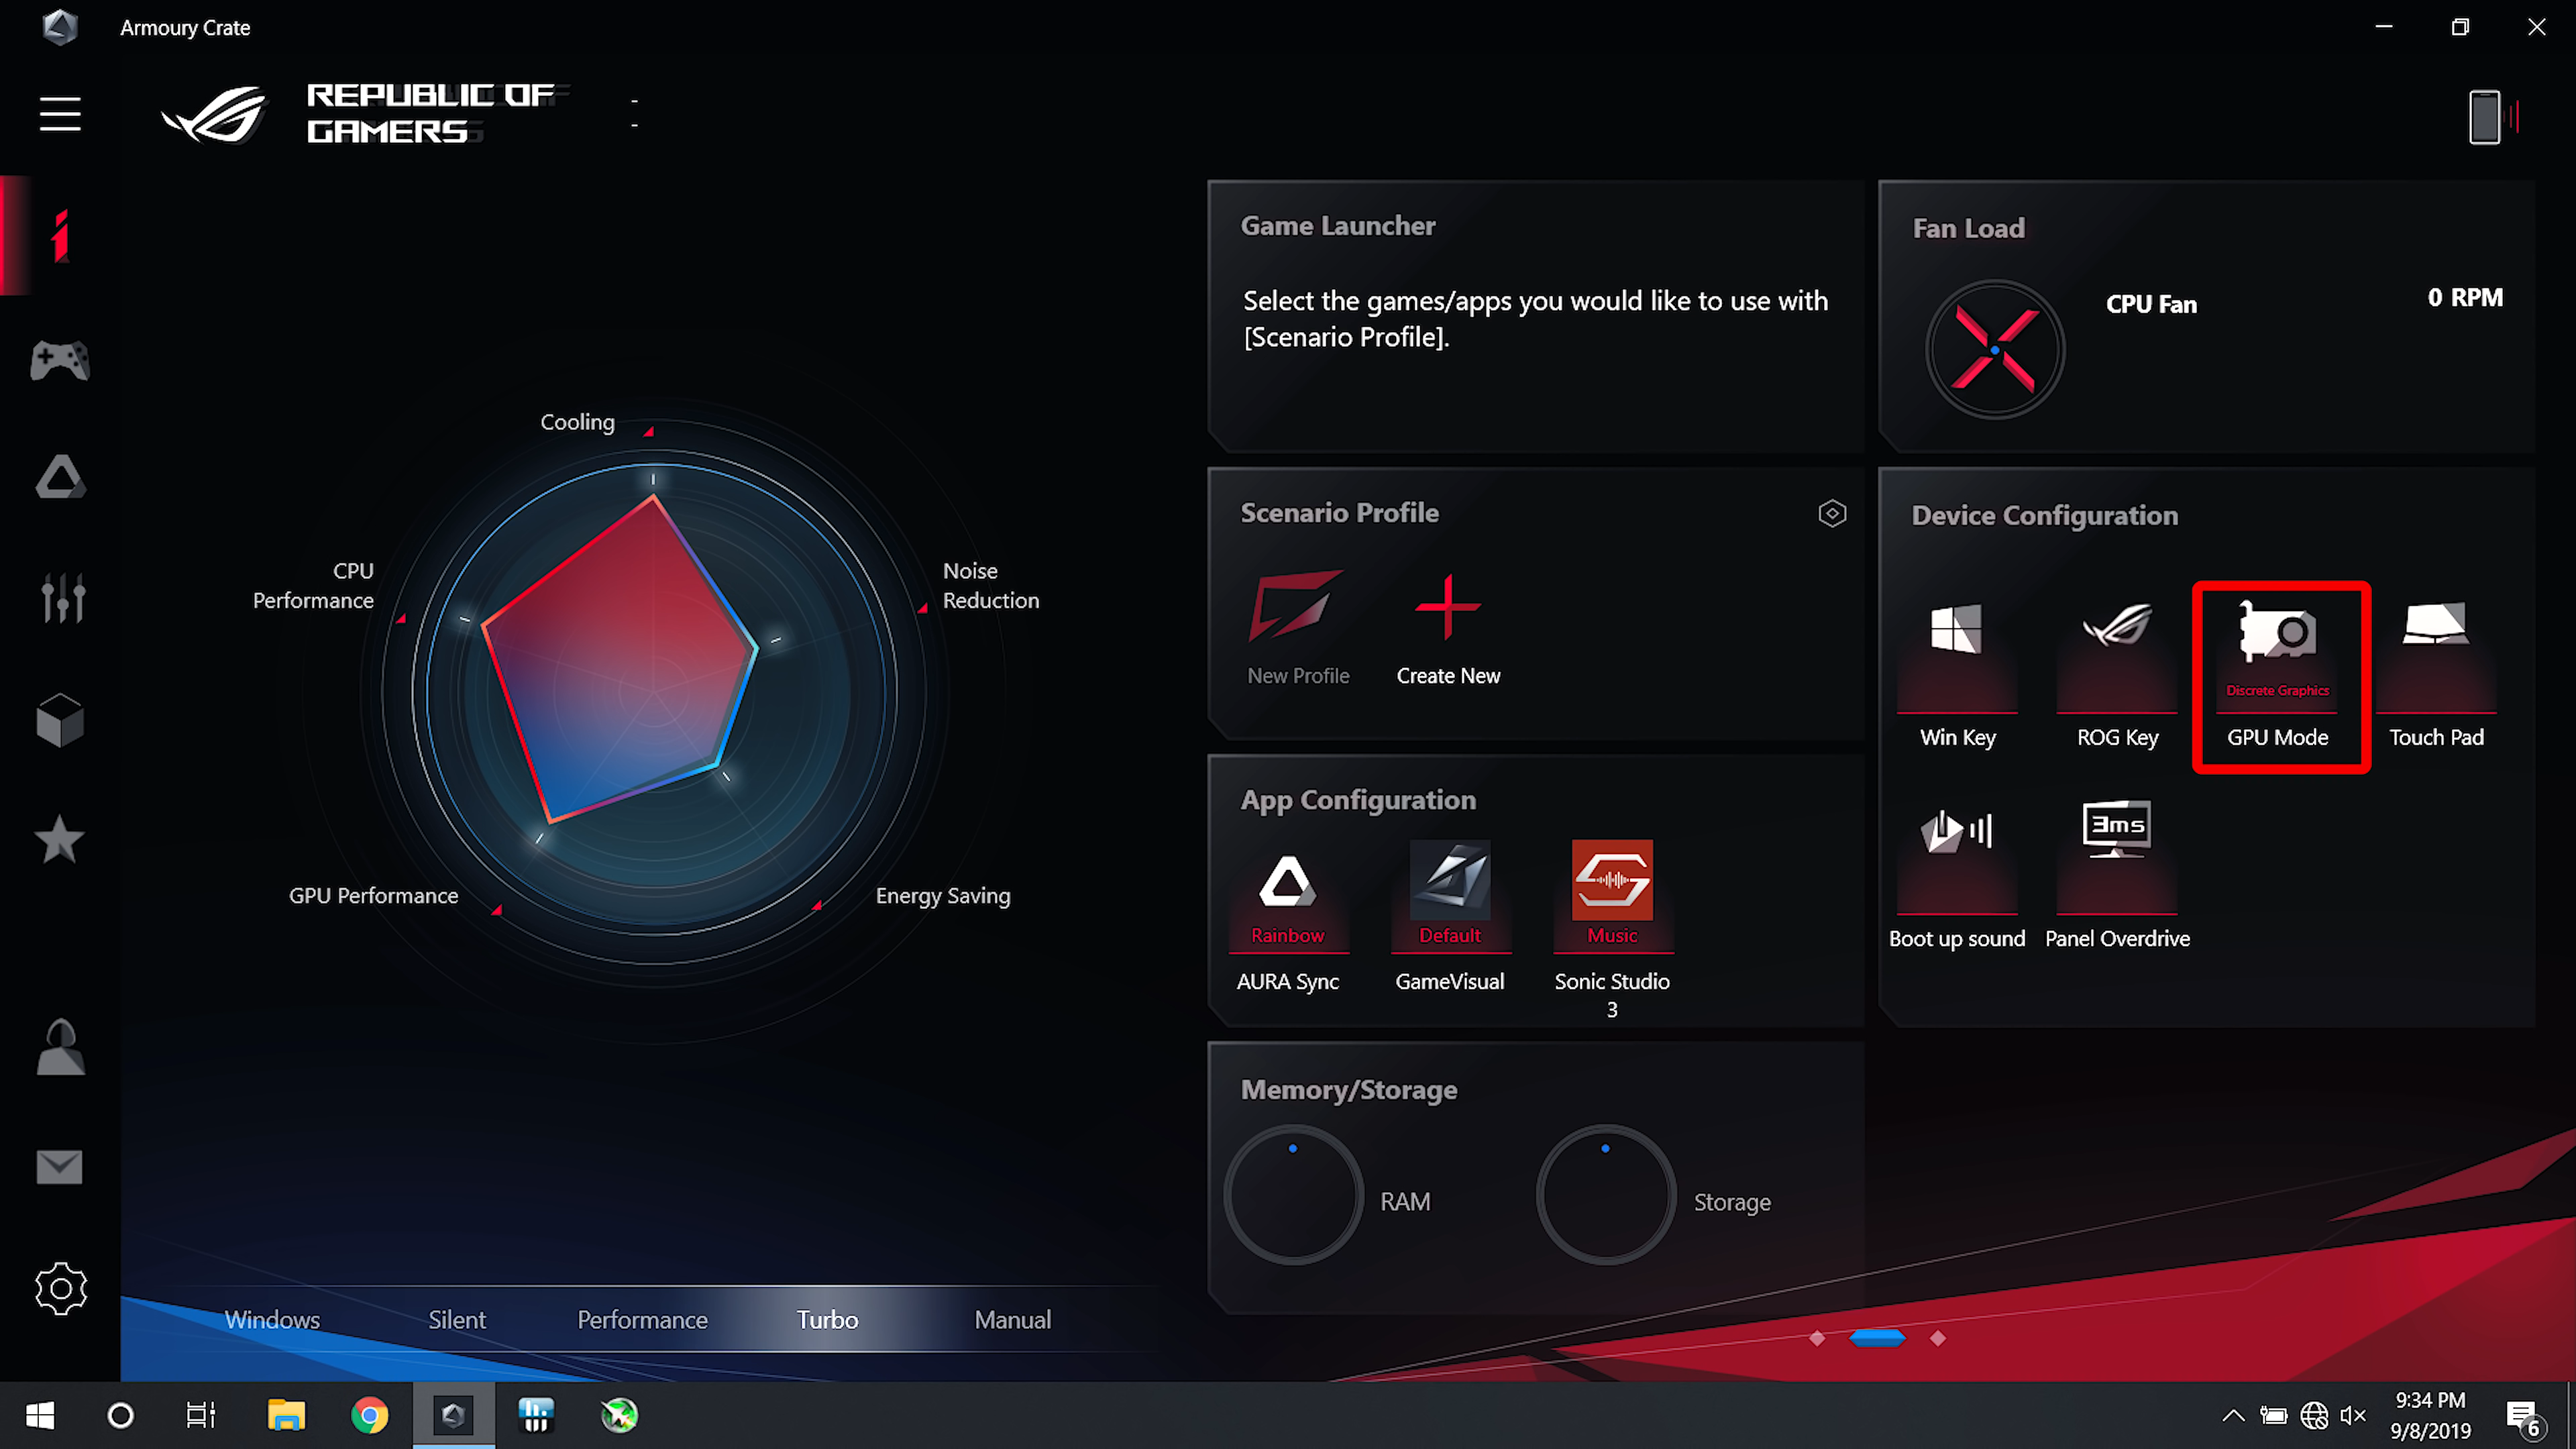 Armoury Crate
REPUBLIC OF
GAMERS
-
-
Game Launcher
Select the games/apps you would like to use with
[Scenario Profile].
Fan Load
CPU Fan
0 RPM
Cooling
CPU
Performance
Noise
Reduction
GPU Performance
Energy Saving
Scenario Profile
New Profile
Create New
Device Configuration
Win Key
ROG Key
Discrete Graphics
GPU Mode
Touch Pad
Boot up sound
3ms
Panel Overdrive
App Configuration
Rainbow
AURA Sync
Default
GameVisual
Music
Sonic Studio
3
Memory/Storage
RAM
Storage
Windows
Silent
Performance
Turbo
Manual
9:34 PM
9/8/2019
6